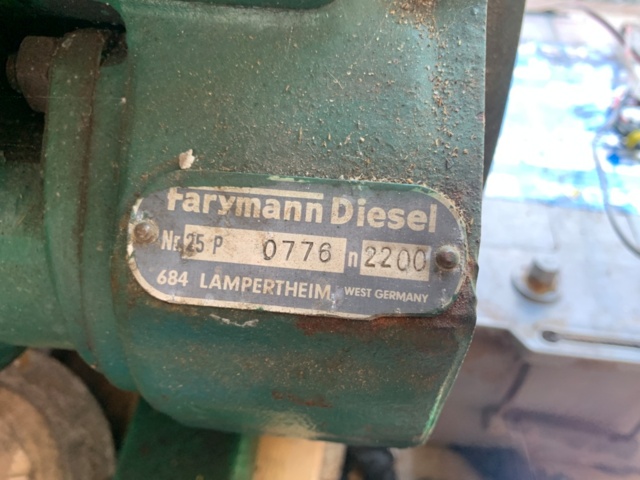 Farymann Diesel
Nr. 25 P 0776 n 2200
684 LAMPERTHEIM, WEST GERMANY